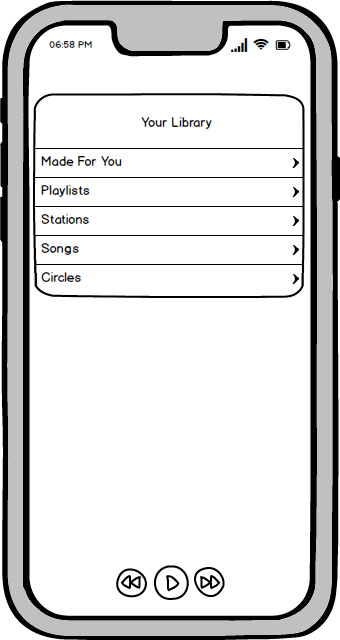 06:58 PM
Your Library
Made For You
Playlists
Stations
Songs
Circles